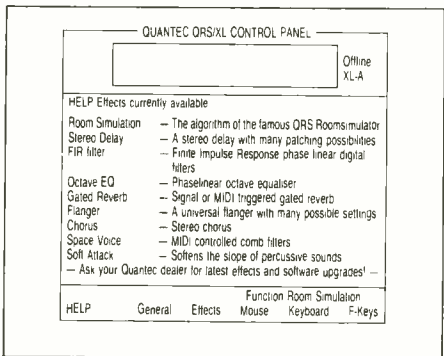 QUANTEC QRS/XL CONTROL PANEL
Offline
XL-A
HELP Effects currently available
Room Simulation — The algorithm of the famous QRS Roomsimulator
Stereo Delay — A stereo delay with many patching possibilities
FIR filter — Finite Impulse Response phase linear digital
filters
Octave EQ — Phaselinear octave equaliser
Gated Reverb — Signal or MIDI triggered gated reverb
Flanger — A universal flanger with many possible settings
Chorus — Stereo chorus
Space Voice — MIDI controlled comb filters
Soft Attack — Softens the slope of percussive sounds
— Ask your Quantec dealer for latest effects and software upgrades! —
Function Room Simulation
HELP General Effects Mouse Keyboard F-Keys